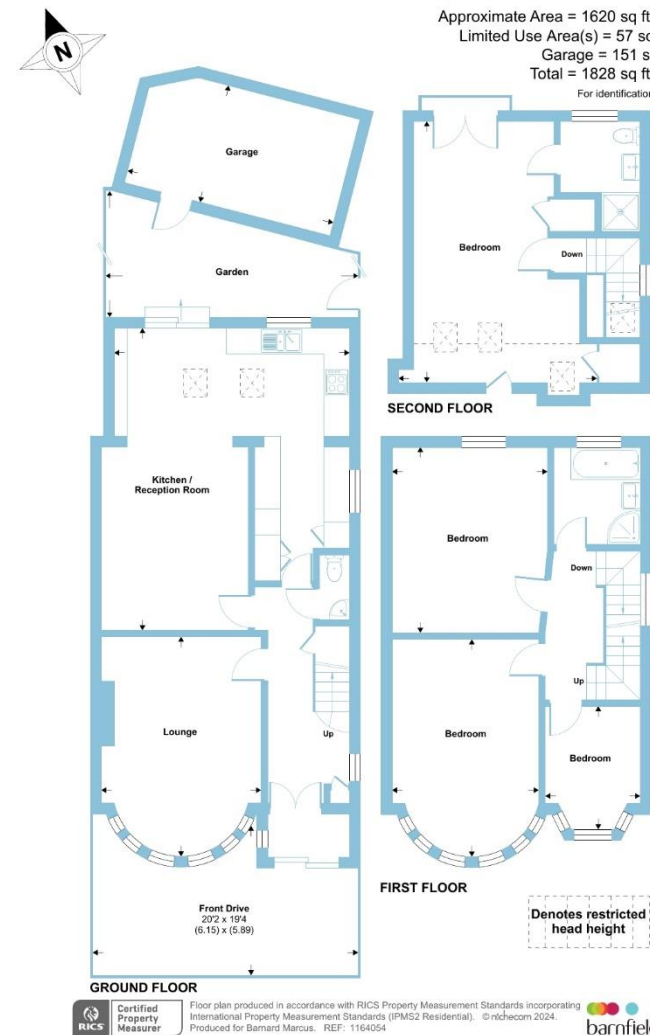 Approximate Area = 1620 sq ft
Limited Use Area(s) = 57 sq
Garage = 151 s
Total = 1828 sq ft
For identification
N
Garage
Garden
Bedroom
Down
SECOND FLOOR
Kitchen /
Reception Room
Bedroom
Down
Up
Lounge
Up
Bedroom
Bedroom
FIRST FLOOR
Front Drive
20'2 x 19'4
(6.15) x (5.89)
Denotes restricted
head height
GROUND FLOOR
RICS
Certified
Property
Measurer
Floor plan produced in accordance with RICS Property Measurement Standards incorporating
International Property Measurement Standards (IPMS2 Residential). © nichecom 2024.
Produced for Barnard Marcus. REF: 1164054